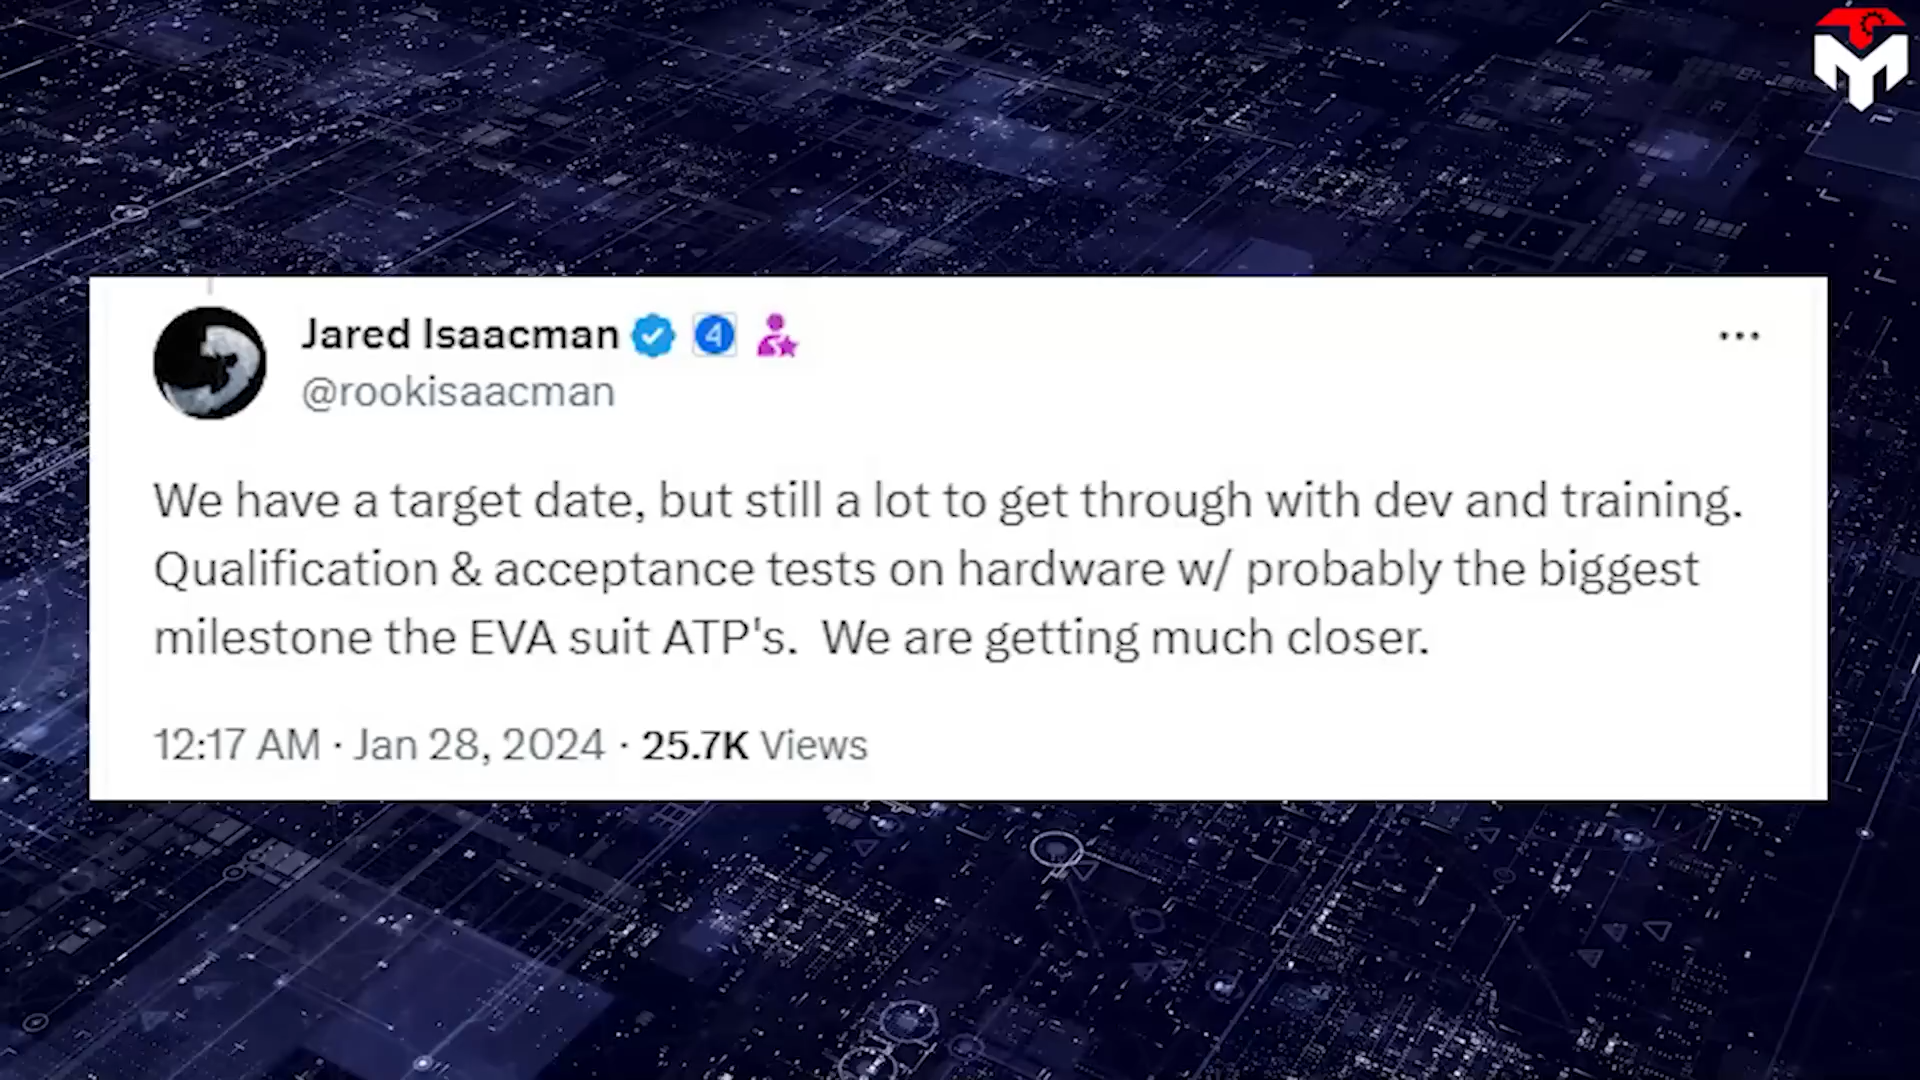 Jared Isaacman 4
@rookisaacman
We have a target date, but still a lot to get through with dev and training.
Qualification & acceptance tests on hardware w/ probably the biggest
milestone the EVA suit ATP's.  We are getting much closer.
12:17 AM · Jan 28, 2024 · 25.7K Views